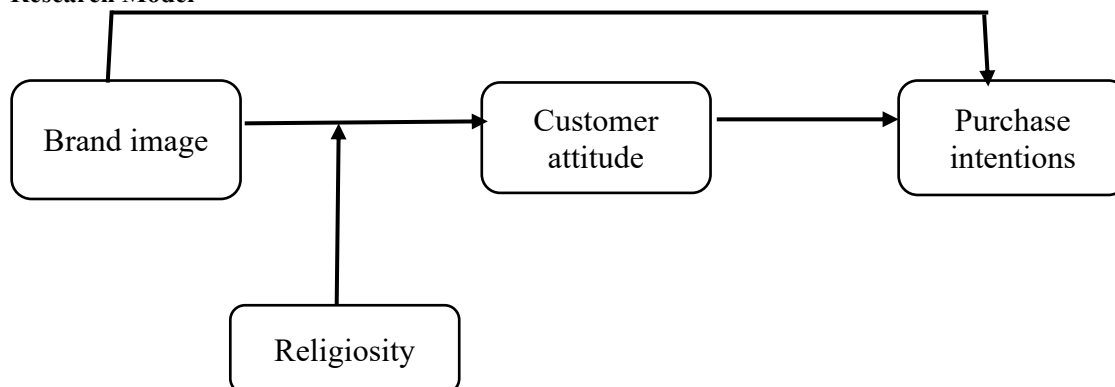 Research Model
Brand image
Customer
attitude
Purchase
intentions
Religiosity